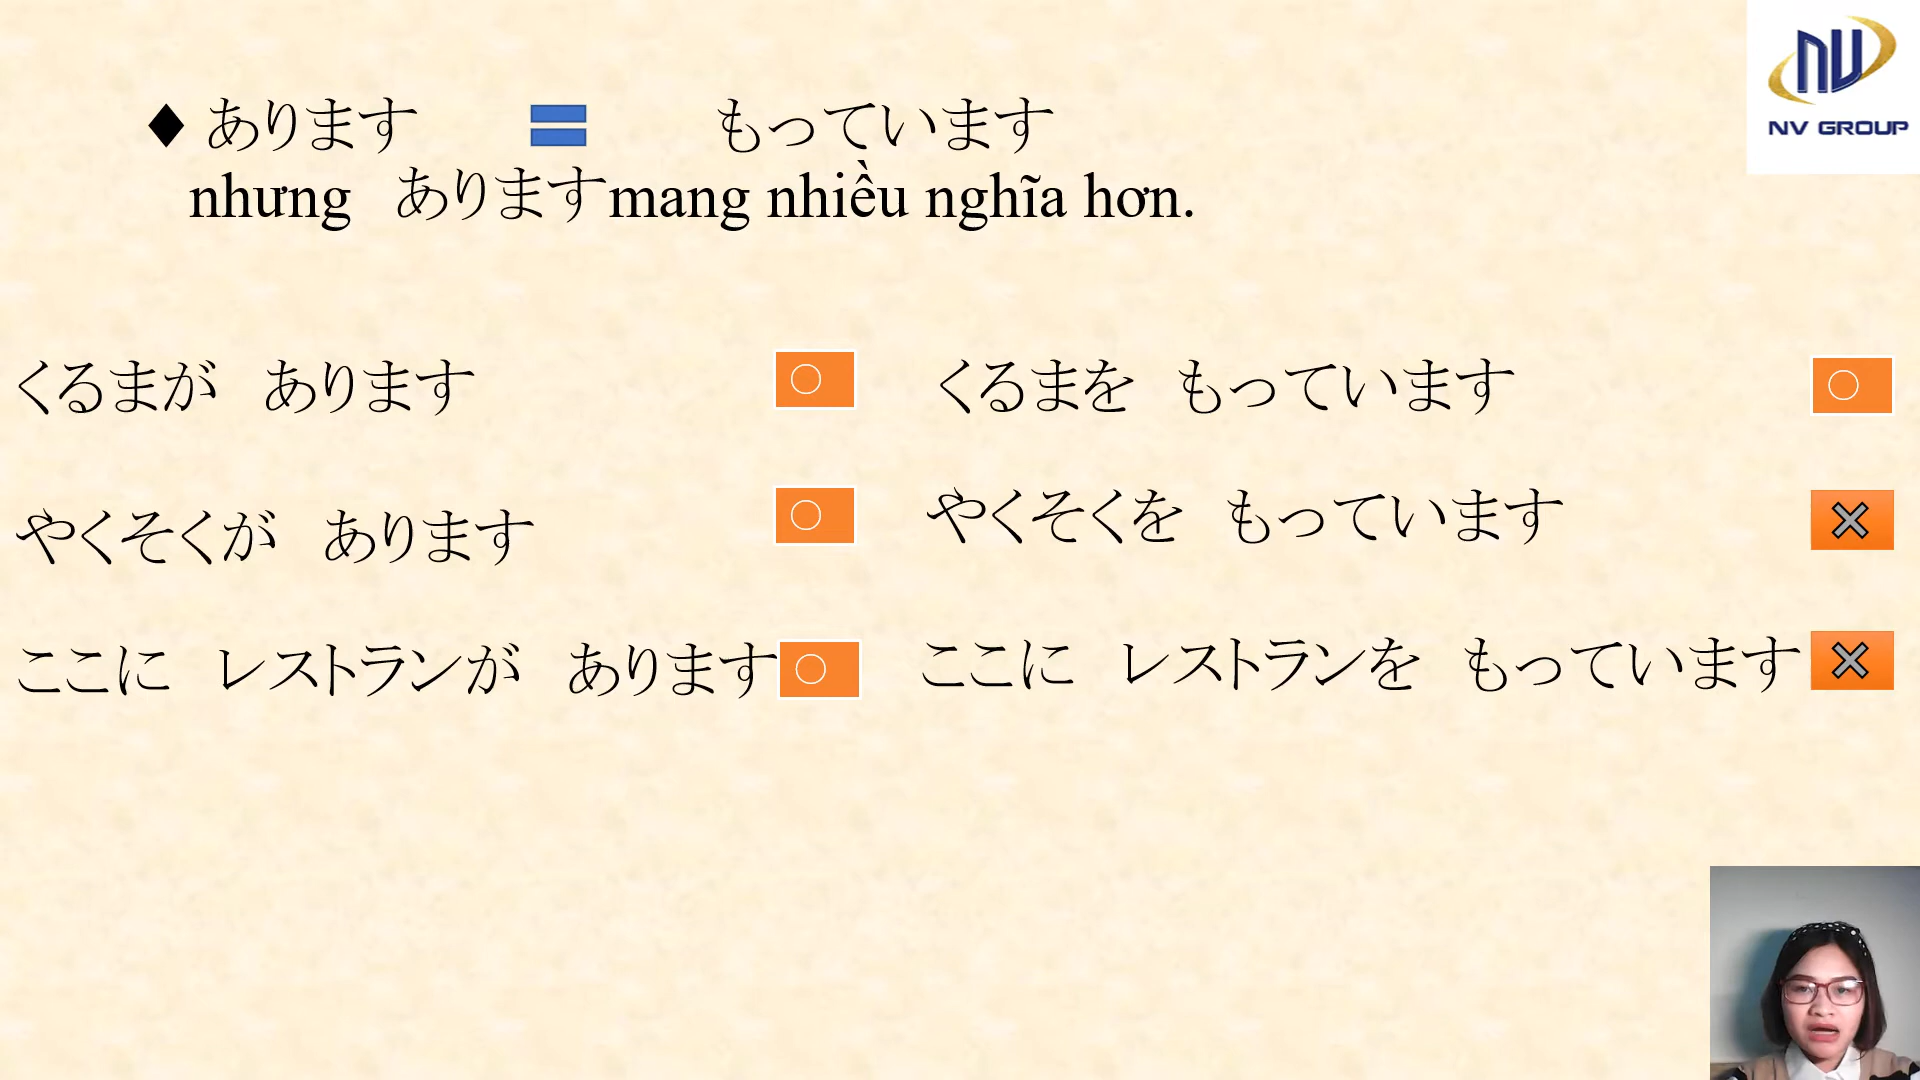 ♦ あります = もっています
nhưng あります mang nhiều nghĩa hơn.
くるまが あります ○ くるまを もっています ○
やくそくが あります ○ やくそくを もっています ×
ここに レストランが あります ○ ここに レストランを もっています ×
NV
NV GROUP